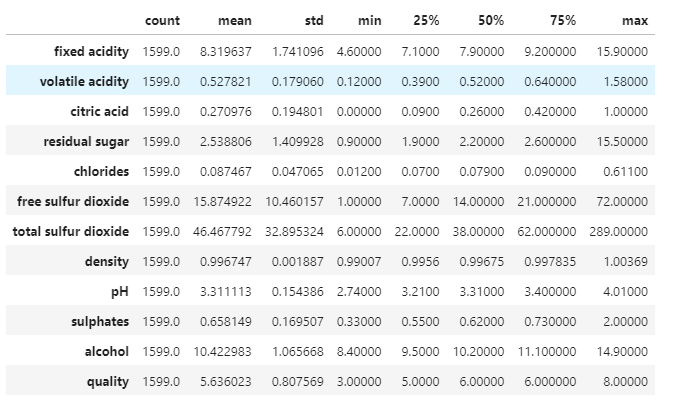 count mean std min 25% 50% 75% max
fixed acidity 1599.0 8.319637 1.741096 4.60000 7.1000 7.90000 9.200000 15.90000
volatile acidity 1599.0 0.527821 0.179060 0.12000 0.3900 0.52000 0.640000 1.58000
citric acid 1599.0 0.270976 0.194801 0.00000 0.0900 0.26000 0.420000 1.00000
residual sugar 1599.0 2.538806 1.409928 0.90000 1.9000 2.20000 2.600000 15.50000
chlorides 1599.0 0.087467 0.047065 0.01200 0.0700 0.07900 0.090000 0.61100
free sulfur dioxide 1599.0 15.874922 10.460157 1.00000 7.0000 14.00000 21.000000 72.00000
total sulfur dioxide 1599.0 46.467792 32.895324 6.00000 22.0000 38.00000 62.000000 289.00000
density 1599.0 0.996747 0.001887 0.99007 0.9956 0.99675 0.997835 1.00369
pH 1599.0 3.311113 0.154386 2.74000 3.2100 3.31000 3.400000 4.01000
sulphates 1599.0 0.658149 0.169507 0.33000 0.5500 0.62000 0.730000 2.00000
alcohol 1599.0 10.422983 1.065668 8.40000 9.5000 10.20000 11.100000 14.90000
quality 1599.0 5.636023 0.807569 3.00000 5.0000 6.00000 6.000000 8.00000